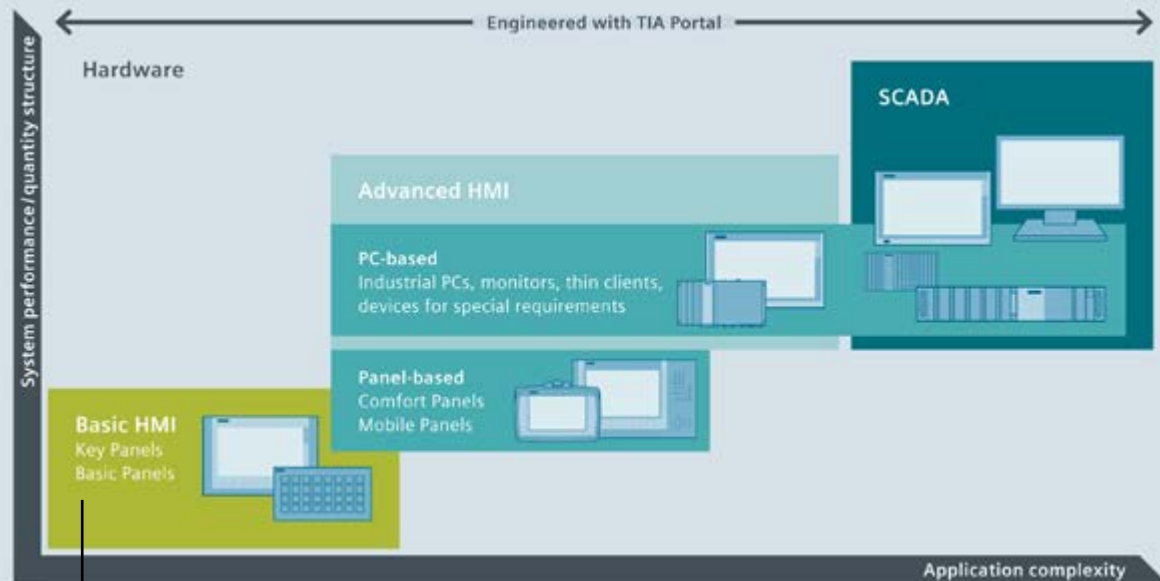 Engineered with TIA Portal
System performance/quantity structure
Hardware
SCADA
Advanced HMI
PC-based
Industrial PCs, monitors, thin clients,
devices for special requirements
Panel-based
Comfort Panels
Mobile Panels
Basic HMI
Key Panels
Basic Panels
Application complexity